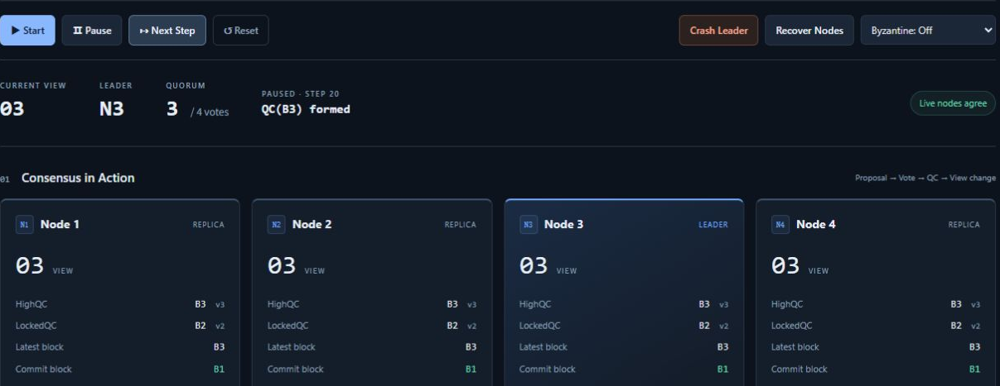 ▶ Start  ⏸ Pause  ↦ Next Step  ↺ Reset  Crash Leader  Recover Nodes  Byzantine: Off
CURRENT VIEW  LEADER  QUORUM
PAUSED · STEP 20
03  N3  3 / 4 votes  QC(B3) formed  Live nodes agree
01 Consensus in Action  Proposal → Vote → QC → View change
N1 Node 1 REPLICA
03 VIEW
HighQC B3 v3
LockedQC B2 v2
Latest block B3
Commit block B1
N2 Node 2 REPLICA
03 VIEW
HighQC B3 v3
LockedQC B2 v2
Latest block B3
Commit block B1
N3 Node 3 LEADER
03 VIEW
HighQC B3 v3
LockedQC B2 v2
Latest block B3
Commit block B1
N4 Node 4 REPLICA
03 VIEW
HighQC B3 v3
LockedQC B2 v2
Latest block B3
Commit block B1